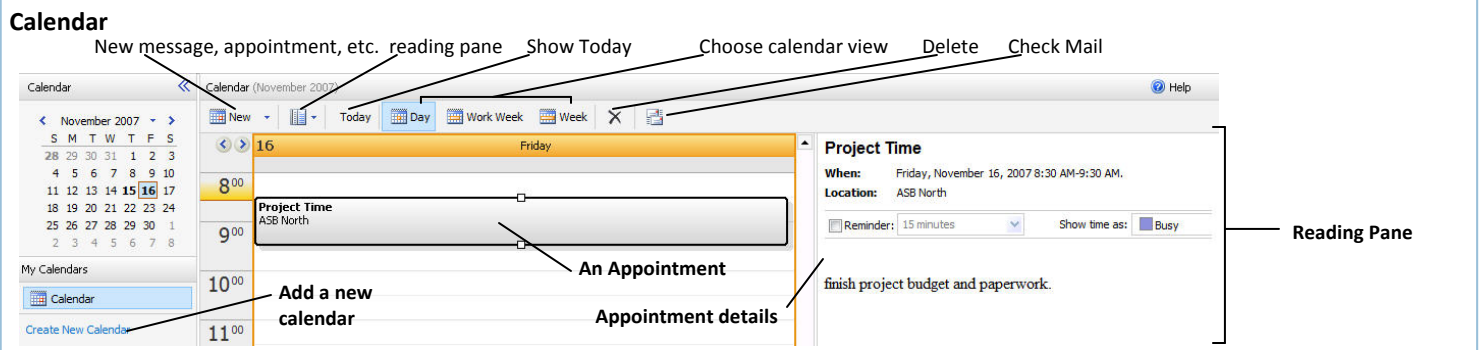 Calendar
New message, appointment, etc. reading pane Show Today Choose calendar view Delete Check Mail
Calendar « Calendar (November 2007) Help
November 2007
New Today Day Work Week Week
S M T W T F S
28 29 30 31 1 2 3
4 5 6 7 8 9 10
11 12 13 14 15 16 17
18 19 20 21 22 23 24
25 26 27 28 29 30 1
2 3 4 5 6 7 8
My Calendars
Calendar
Create New Calendar
Add a new
calendar
16 Friday
8 00
Project Time
ASB North
9 00
10 00
11 00
An Appointment
Appointment details
Project Time
When: Friday, November 16, 2007 8:30 AM-9:30 AM.
Location: ASB North
Reminder: 15 minutes Show time as: Busy
finish project budget and paperwork.
Reading Pane